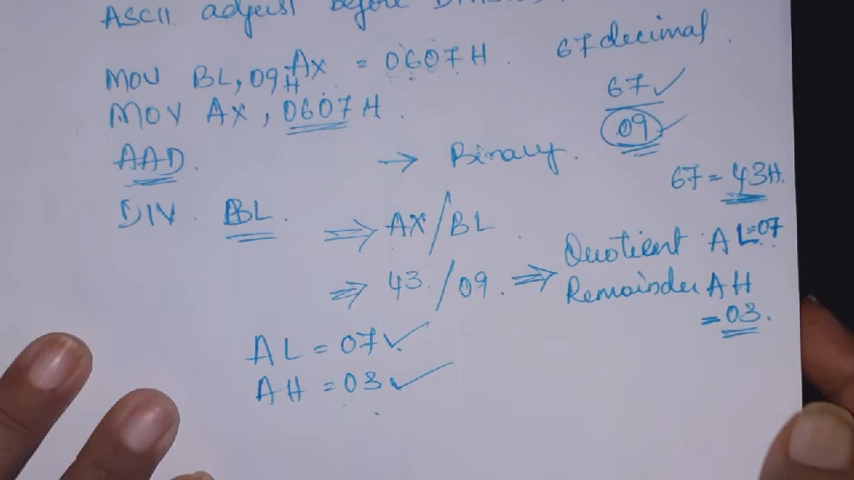 ASCII adjust before
MOV BL, 09H AX = 0607H 67 decimal.
MOV AX, 0607H.
67
09
AAD. → Binary.
67 = 43H.
DIV BL. ⇒ AX/BL
⇒ 43/09. ⇒ Quotient AL=07
Remainder AH
= 03.
AL = 07
AH = 03